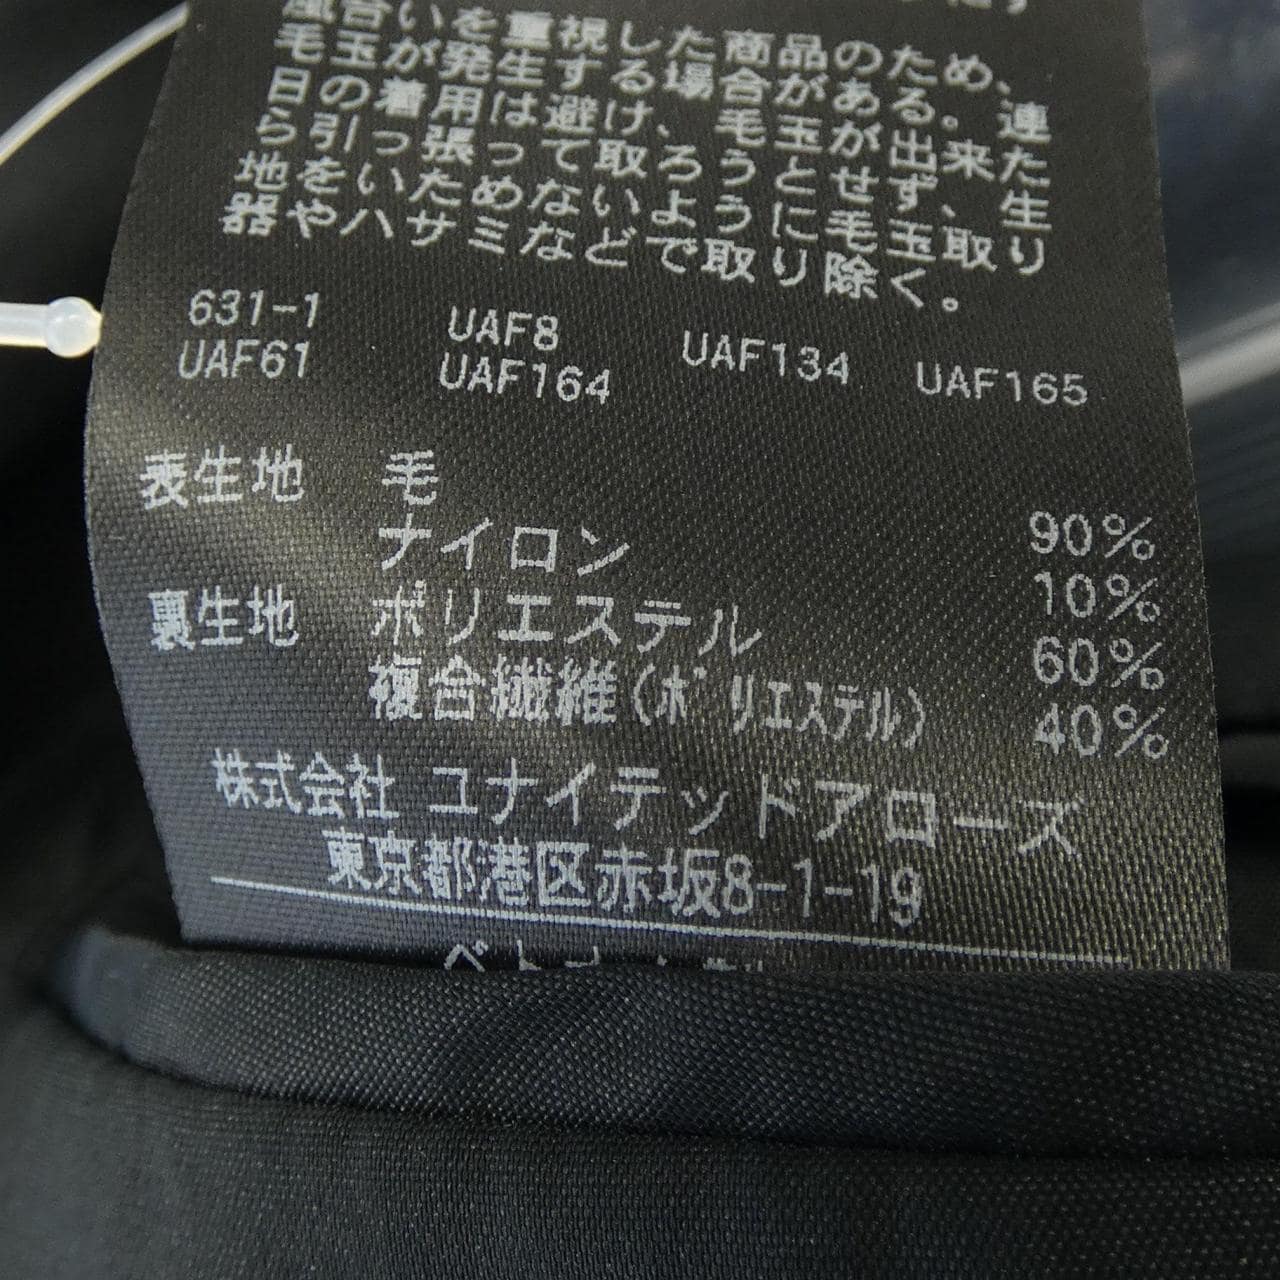 風合いを重視した商品のため、
毛玉が発生する場合がある。連
日の着用は避け、毛玉が出来た
ら引っ張って取ろうとせず、生
地をいためないように毛玉取り
器やハサミなどで取り除く。
631-1 UAF8 UAF134 UAF165
UAF61 UAF164
表生地 毛 90%
ナイロン 10%
裏生地 ポリエステル 60%
複合繊維(ポリエステル) 40%
株式会社 ユナイテッドアローズ
東京都港区赤坂8-1-19